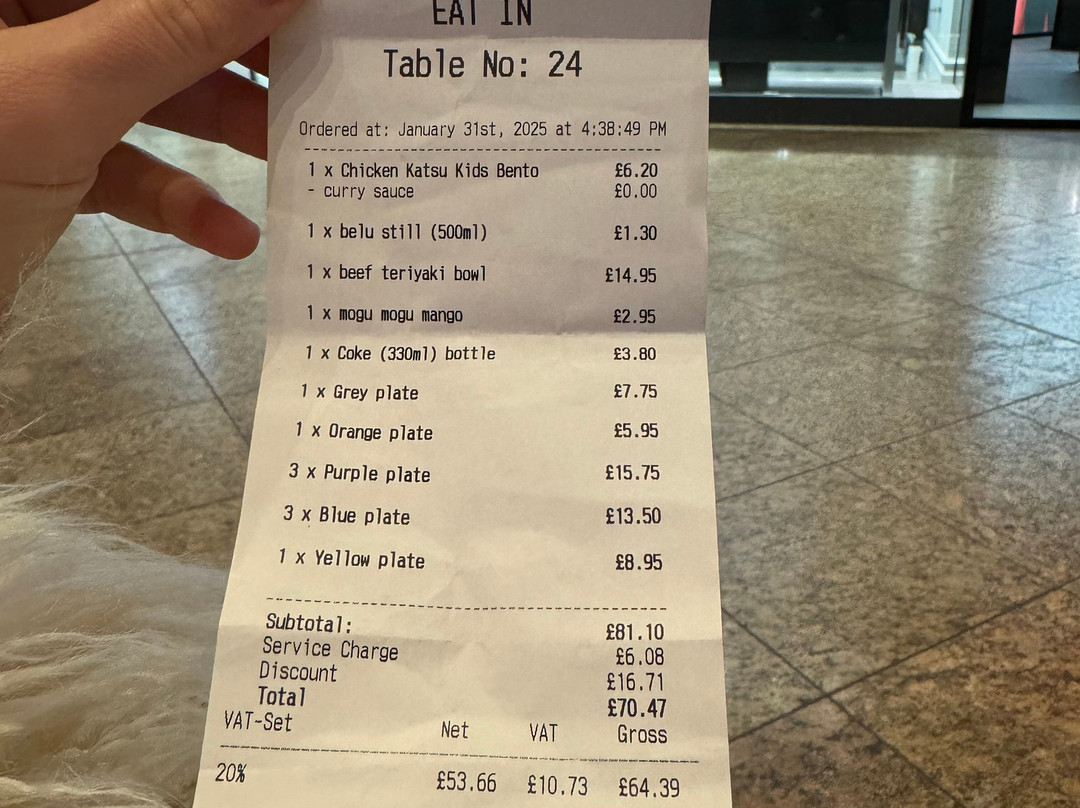 EAT IN
Table No: 24
Ordered at: January 31st, 2025 at 4:38:49 PM
1 x Chicken Katsu Kids Bento £6.20
- curry sauce £0.00
1 x belu still (500ml) £1.30
1 x beef teriyaki bowl £14.95
1 x mogu mogu mango £2.95
1 x Coke (330ml) bottle £3.80
1 x Grey plate £7.75
1 x Orange plate £5.95
3 x Purple plate £15.75
3 x Blue plate £13.50
1 x Yellow plate £8.95
Subtotal: £81.10
Service Charge £6.08
Discount £16.71
Total £70.47
VAT-Set Net VAT Gross
20% £53.66 £10.73 £64.39